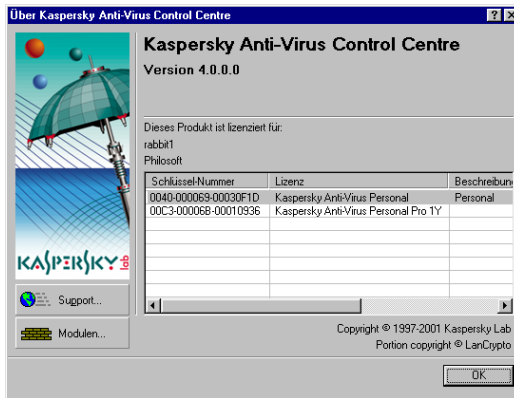 Über Kaspersky Anti-Virus Control Centre
Kaspersky Anti-Virus Control Centre
Version 4.0.0.0
Dieses Produkt ist lizenziert für:
rabbit1
Philosoft
Schlüssel-Nummer Lizenz Beschreibun
0040-000069-00030F1D Kaspersky Anti-Virus Personal Personal
00C3-00006B-00010936 Kaspersky Anti-Virus Personal Pro 1Y
KASPERSKY lab
Support...
Modulen...
Copyright © 1997-2001 Kaspersky Lab
Portion copyright © LanCrypto
OK